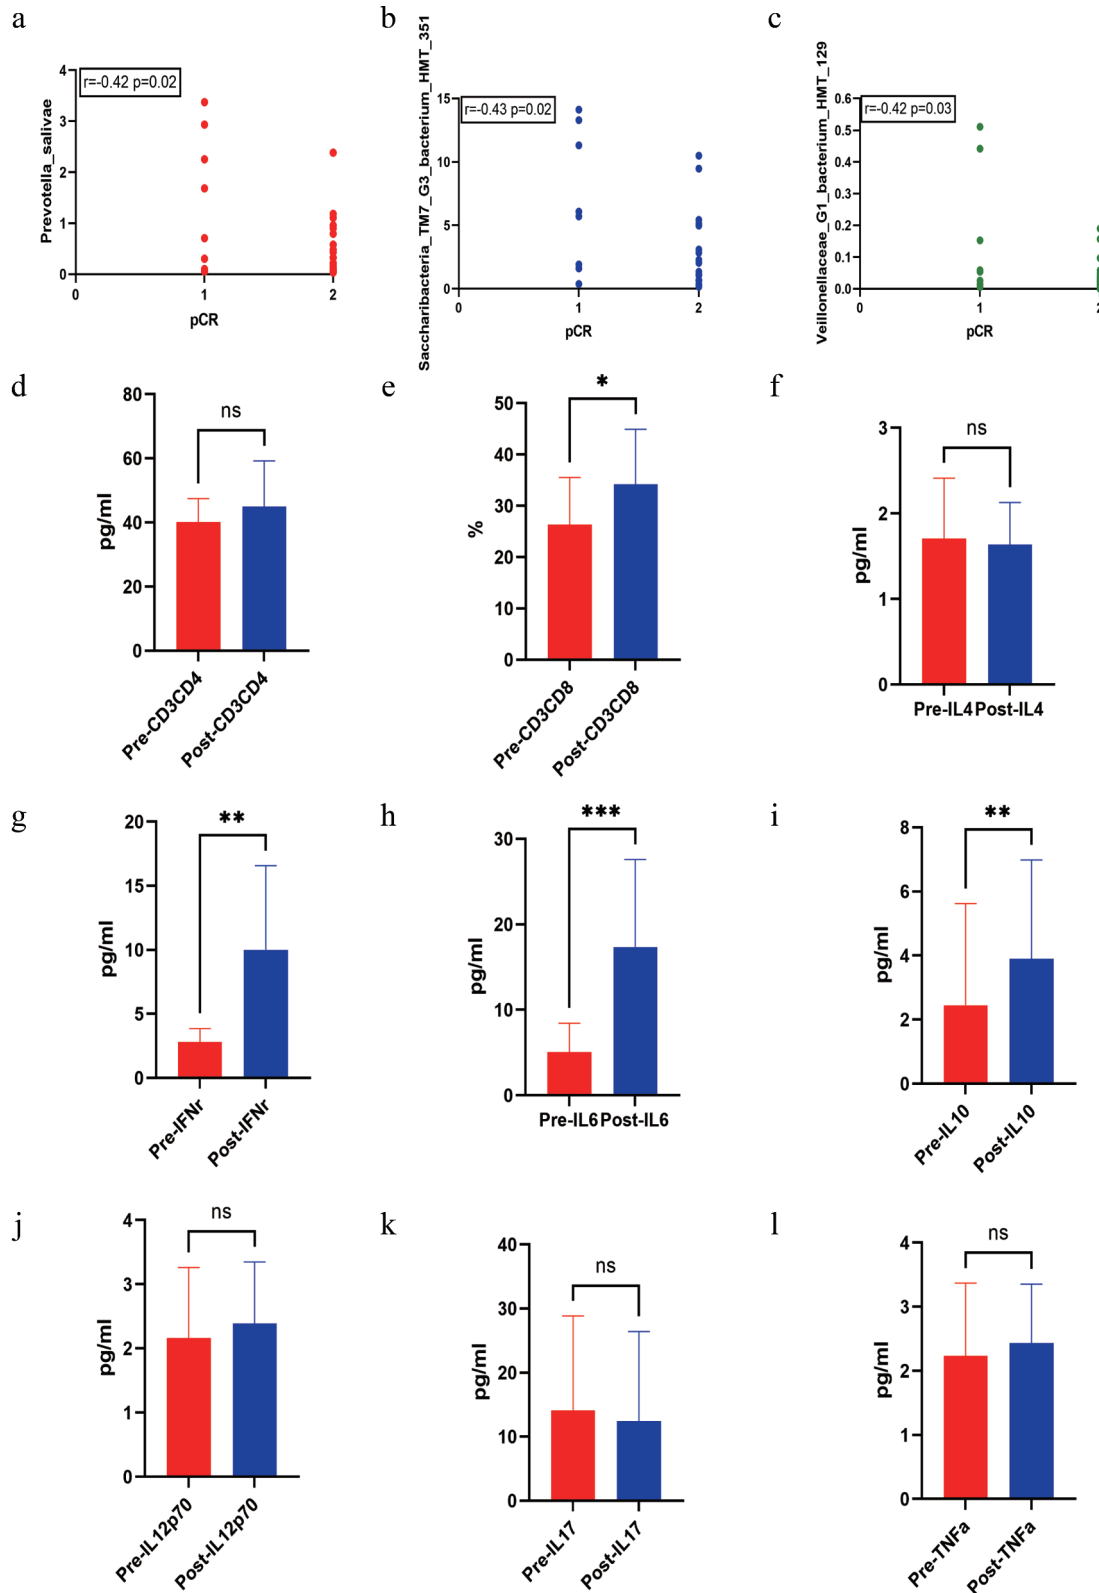 a
Prevotella_salivae
r=-0.42 p=0.02
4
3
2
1
0
0
1
2
pCR
b
Saccharibacteria_TM7_G3_bacterium_HMT_351
r=-0.43 p=0.02
15
10
5
0
0
1
2
pCR
c
Veillonellaceae_G1_bacterium_HMT_129
r=-0.42 p=0.03
0.6
0.5
0.4
0.3
0.2
0.1
0.0
0
1
2
pCR
d
ns
pg/ml
80
60
40
20
0
Pre-CD3CD4
Post-CD3CD4
e
*
%
50
40
30
20
10
0
Pre-CD3CD8
Post-CD3CD8
f
ns
pg/ml
3
2
1
0
Pre-IL4 Post-IL4
g
**
pg/ml
20
15
10
5
0
Pre-IFNr
Post-IFNr
h
***
pg/ml
30
20
10
0
Pre-IL6 Post-IL6
i
**
pg/ml
8
6
4
2
0
Pre-IL10
Post-IL10
j
ns
pg/ml
4
3
2
1
0
Pre-IL12p70
Post-IL12p70
k
ns
pg/ml
40
30
20
10
0
Pre-IL17
Post-IL17
l
ns
pg/ml
4
3
2
1
0
Pre-TNFa
Post-TNFa